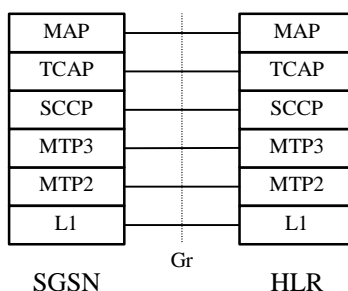 MAP MAP
TCAP TCAP
SCCP SCCP
MTP3 MTP3
MTP2 MTP2
L1 L1
Gr
SGSN HLR